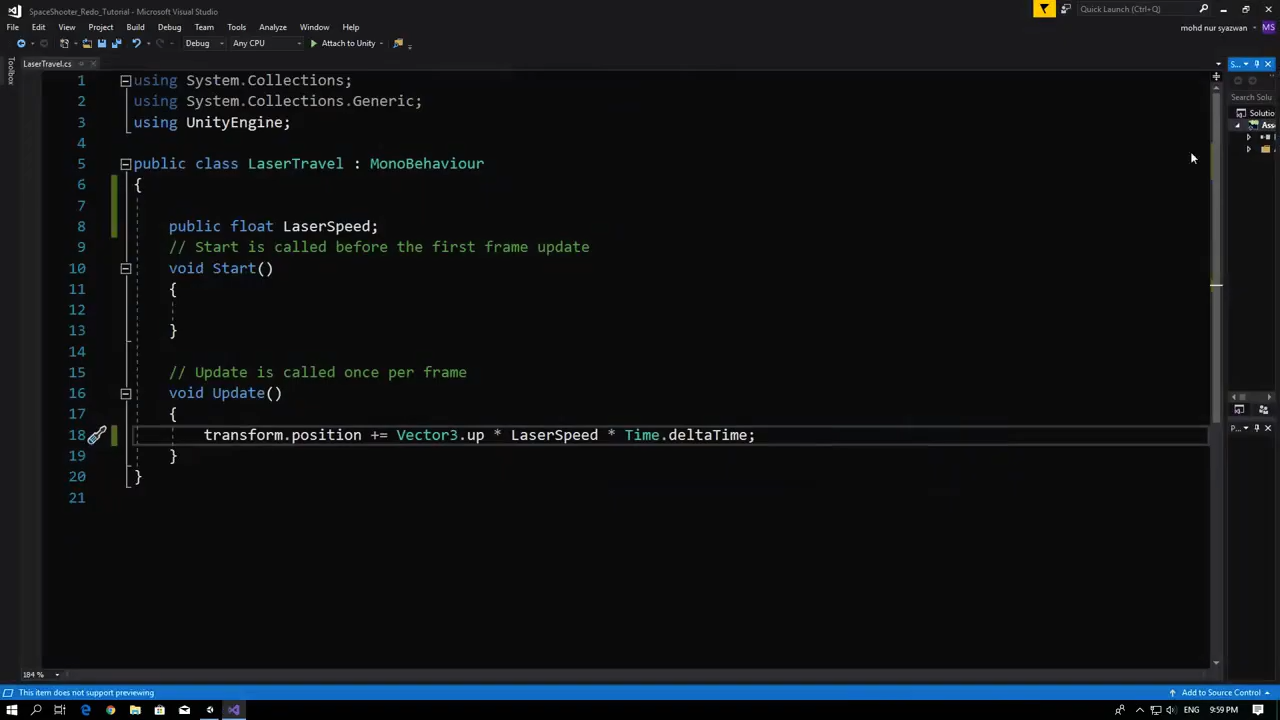 SpaceShooter_Redo_Tutorial - Microsoft Visual Studio
Quick Launch (Ctrl+Q)
File Edit View Project Build Debug Team Tools Analyze Window Help
mohd nur syazwan MS
Debug Any CPU Attach to Unity
Toolbox
LaserTravel.cs
S...
1 using System.Collections;
2 using System.Collections.Generic;
3 using UnityEngine;
4
5 public class LaserTravel : MonoBehaviour
6 {
7
8 public float LaserSpeed;
9 // Start is called before the first frame update
10 void Start()
11 {
12
13 }
14
15 // Update is called once per frame
16 void Update()
17 {
18 transform.position += Vector3.up * LaserSpeed * Time.deltaTime;
19 }
20 }
21
Search Solu
Solutio
Ass
P...
184 %
This item does not support previewing
Add to Source Control
9:59 PM